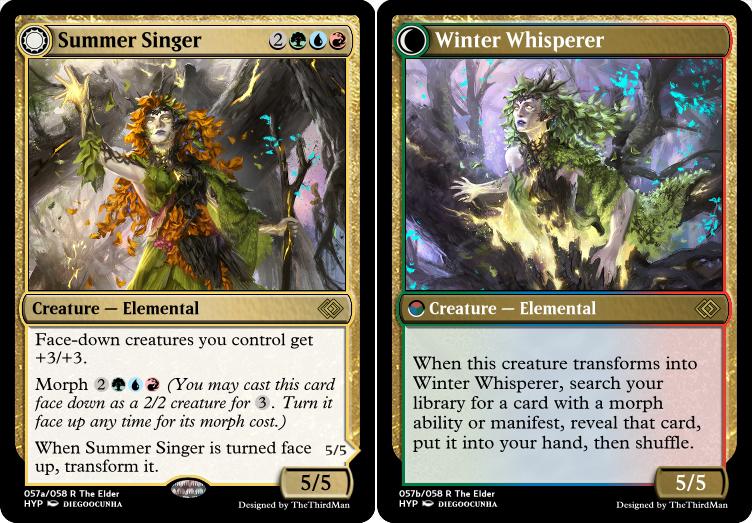 Summer Singer 2
Creature — Elemental
Face-down creatures you control get
+3/+3.
Morph 2 (You may cast this card
face down as a 2/2 creature for 3. Turn it
face up any time for its morph cost.)
When Summer Singer is turned face
up, transform it.
5/5
5/5
057a/058 R The Elder
HYP DIEGOOCUNHA
Designed by TheThirdMan
Winter Whisperer
Creature — Elemental
When this creature transforms into
Winter Whisperer, search your
library for a card with a morph
ability or manifest, reveal that card,
put it into your hand, then shuffle.
5/5
057b/058 R The Elder
HYP DIEGOOCUNHA
Designed by TheThirdMan